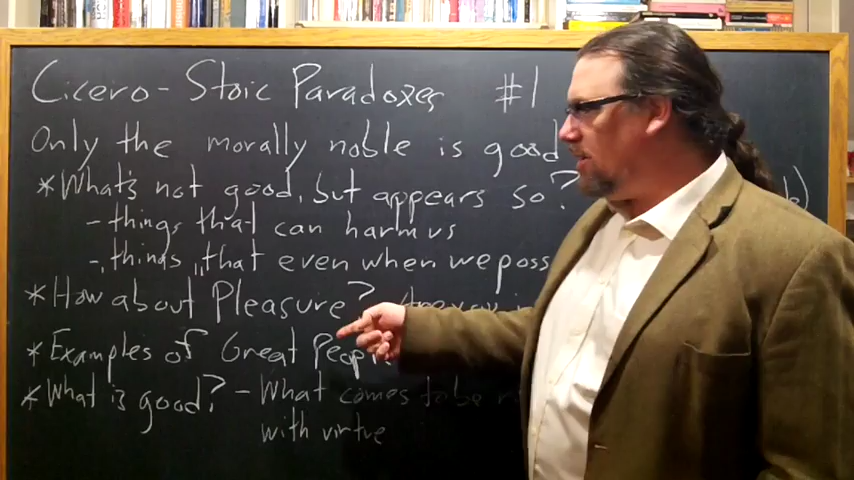 Cicero - Stoic Paradoxes #1
Only the morally noble is good
*What's not good, but appears so?
- things that can harm us
- "things" that even when we poss
*How about Pleasure?
*Examples of Great Peop
*What is good? - What comes to be
with virtue